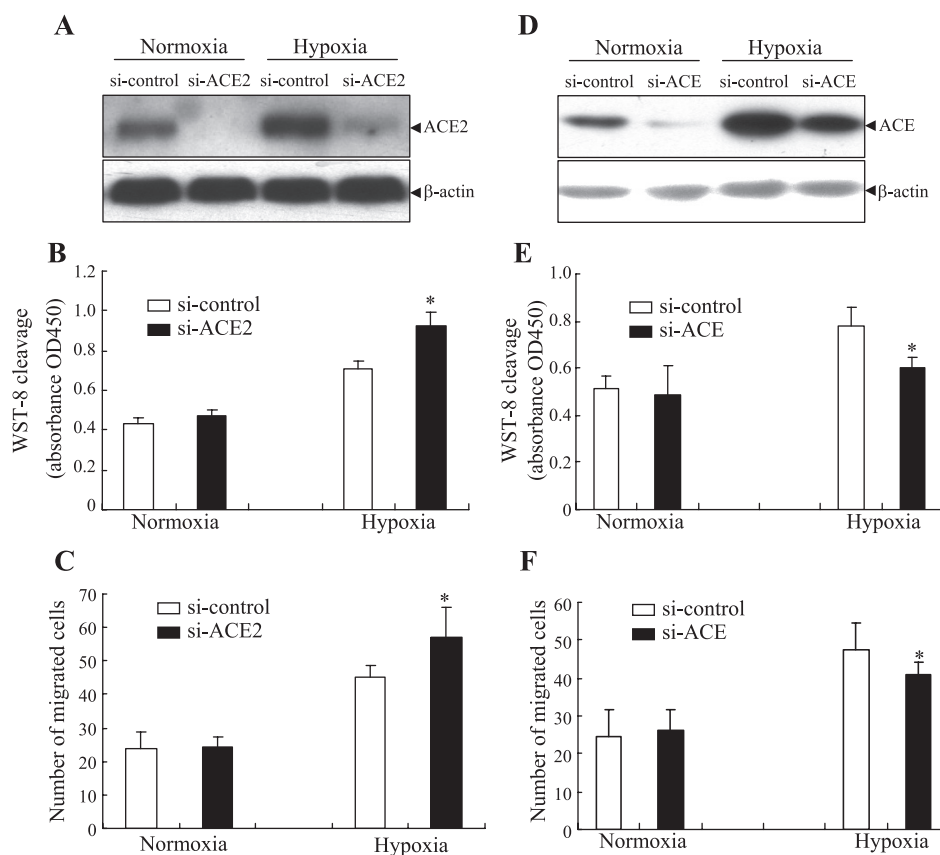 A
Normoxia Hypoxia
si-control si-ACE2 si-control si-ACE2
ACE2
β-actin
B
WST-8 cleavage
(absorbance OD450)
1.2
1.0
0.8
0.6
0.4
0.2
0
si-control
si-ACE2
*
Normoxia Hypoxia
C
Number of migrated cells
70
60
50
40
30
20
10
0
si-control
si-ACE2
*
Normoxia Hypoxia
D
Normoxia Hypoxia
si-control si-ACE si-control si-ACE
ACE
β-actin
E
WST-8 cleavage
(absorbance OD450)
1.0
0.8
0.6
0.4
0.2
0
si-control
si-ACE
*
Normoxia Hypoxia
F
Number of migrated cells
60
50
40
30
20
10
0
si-control
si-ACE
*
Normoxia Hypoxia